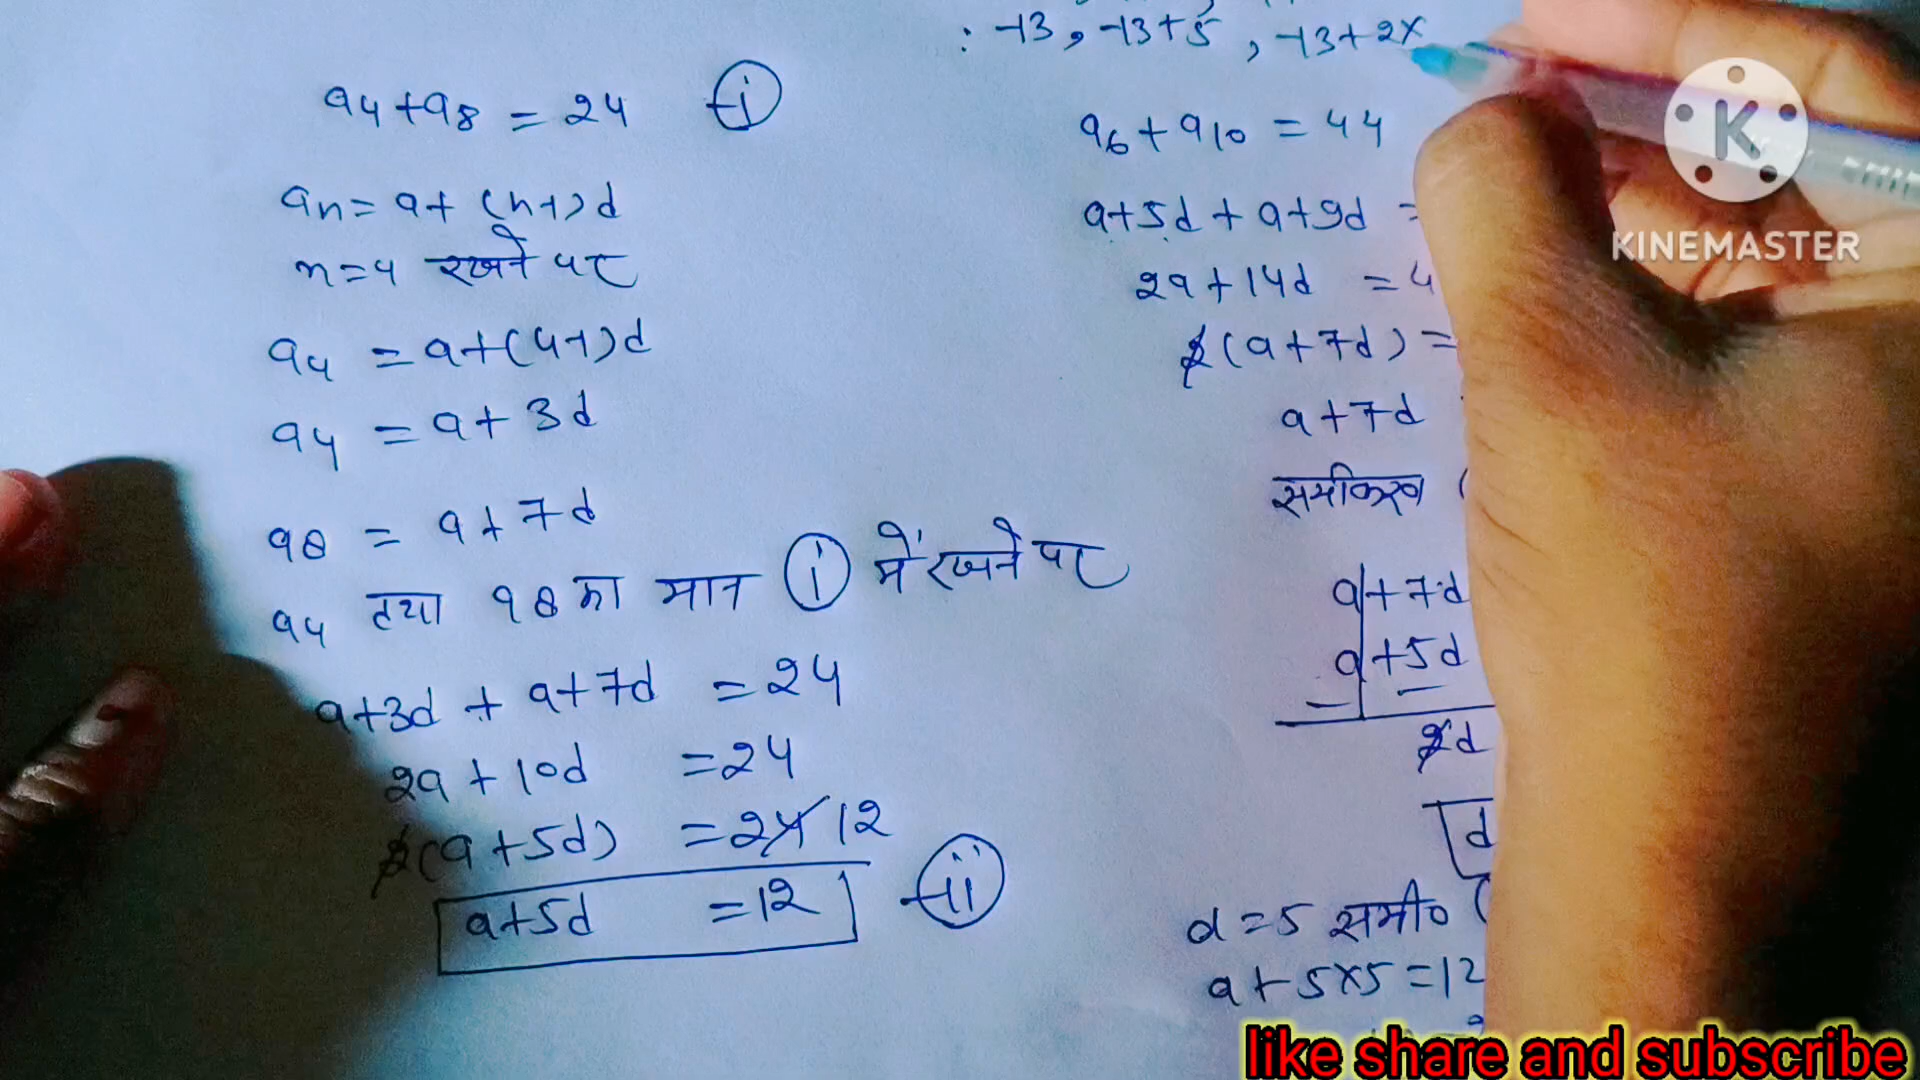 : -13, -13+5, -13+2×
a4+a8 = 24 -(i)
an = a+(n-1)d
n=4 रखने पर
a4 = a+(4-1)d
a4 = a+3d
a8 = a+7d
a4 तथा a8 का मान (i) में रखने पर
a+3d + a+7d = 24
2a+10d = 24
2(a+5d) = 24 12
a+5d = 12 -(ii)
a6+a10 = 44
a+5d + a+9d =
2a+14d = 4
2(a+7d) =
a+7d
समीकरण (
a+7d
a+5d
- -
2d
d
d=5 समी० (
a+5×5=12
KINEMASTER
like share and subscribe